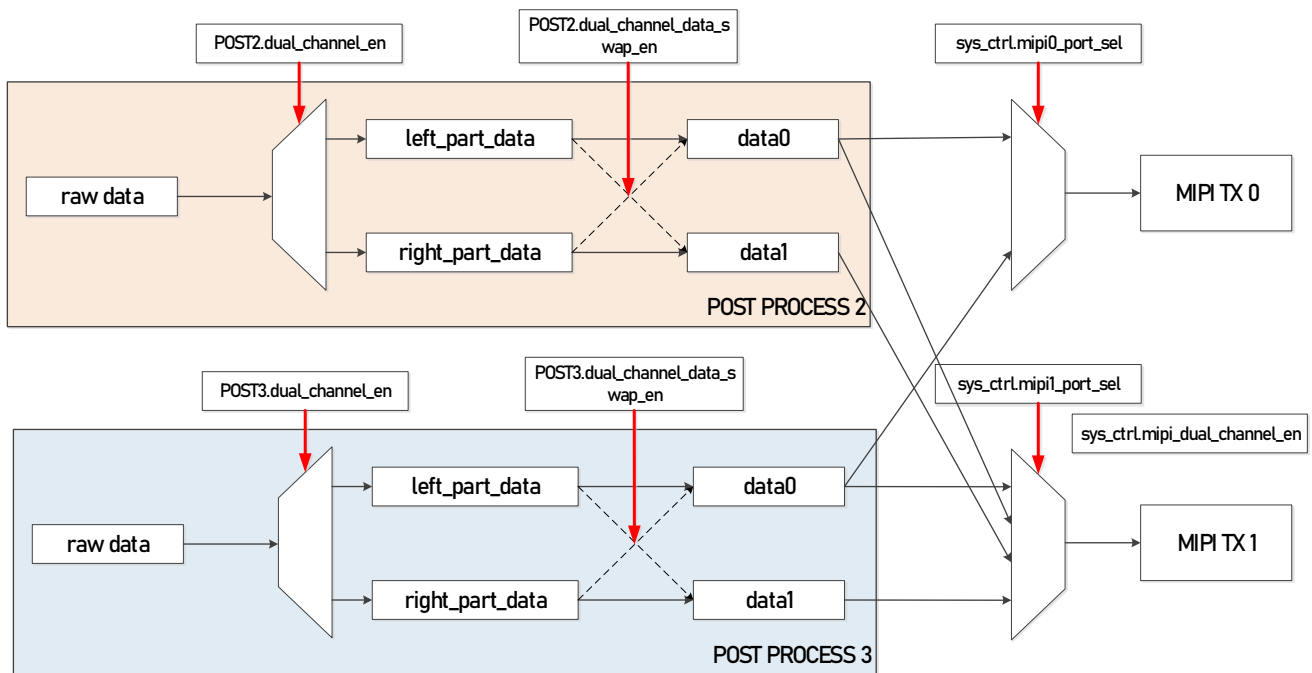 POST2.dual_channel_en
POST2.dual_channel_data_s
wap_en
sys_ctrl.mipi0_port_sel
left_part_data
data0
raw data
MIPI TX 0
right_part_data
data1
POST PROCESS 2
POST3.dual_channel_en
POST3.dual_channel_data_s
wap_en
sys_ctrl.mipi1_port_sel
sys_ctrl.mipi_dual_channel_en
left_part_data
data0
raw data
MIPI TX 1
right_part_data
data1
POST PROCESS 3